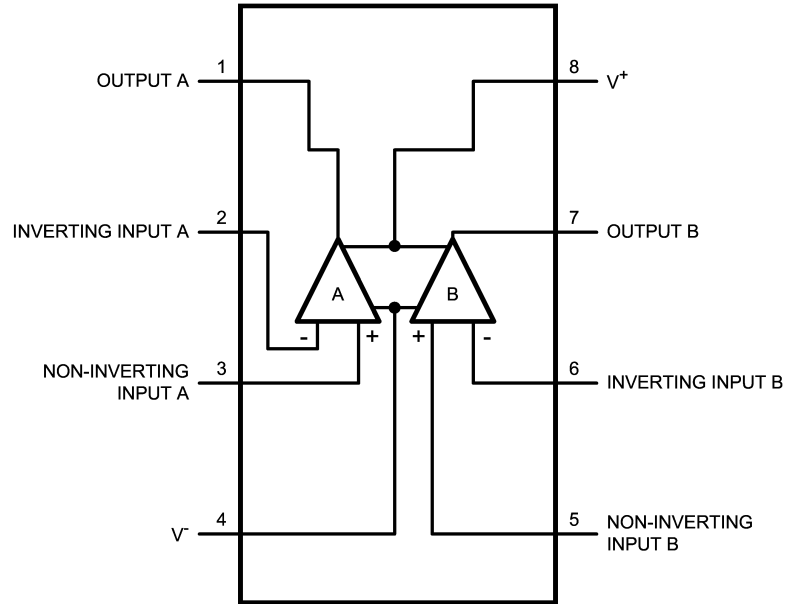 1
OUTPUT A
8
V+
2
INVERTING INPUT A
7
OUTPUT B
A
B
-
+
+
-
3
NON-INVERTING
INPUT A
6
INVERTING INPUT B
4
V-
5
NON-INVERTING
INPUT B